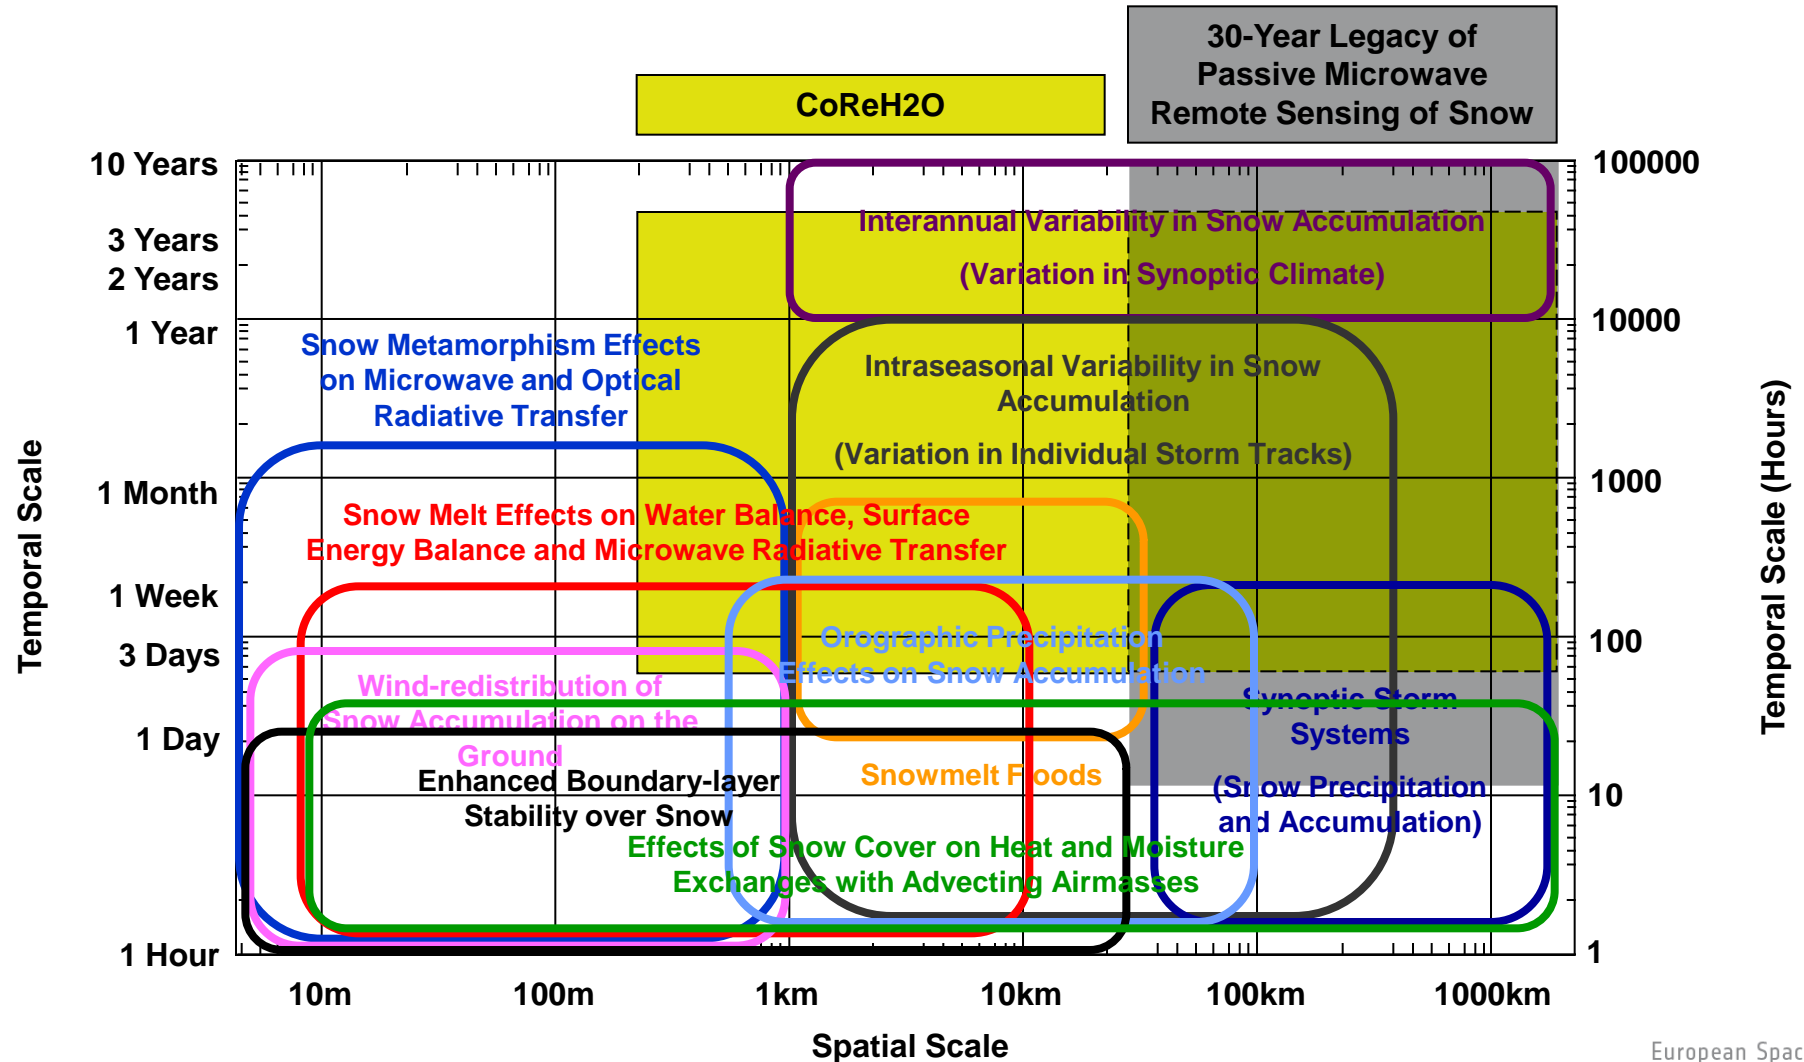 30-Year Legacy of
Passive Microwave
Remote Sensing of Snow
CoReH2O
10 Years
3 Years
2 Years
1 Year
1 Month
1 Week
3 Days
1 Day
1 Hour
Temporal Scale
100000
10000
1000
100
10
1
Temporal Scale (Hours)
Interannual Variability in Snow Accumulation
(Variation in Synoptic Climate)
Snow Metamorphism Effects
on Microwave and Optical
Radiative Transfer
Intraseasonal Variability in Snow
Accumulation
(Variation in Individual Storm Tracks)
Snow Melt Effects on Water Balance, Surface
Energy Balance and Microwave Radiative Transfer
Orographic Precipitation
Effects on Snow Accumulation
Wind-redistribution of
Snow Accumulation on the
Ground
Synoptic Storm
Systems
(Snow Precipitation
and Accumulation)
Enhanced Boundary-layer
Stability over Snow
Snowmelt Floods
Effects of Snow Cover on Heat and Moisture
Exchanges with Advecting Airmasses
10m
100m
1km
10km
100km
1000km
Spatial Scale
European Spac